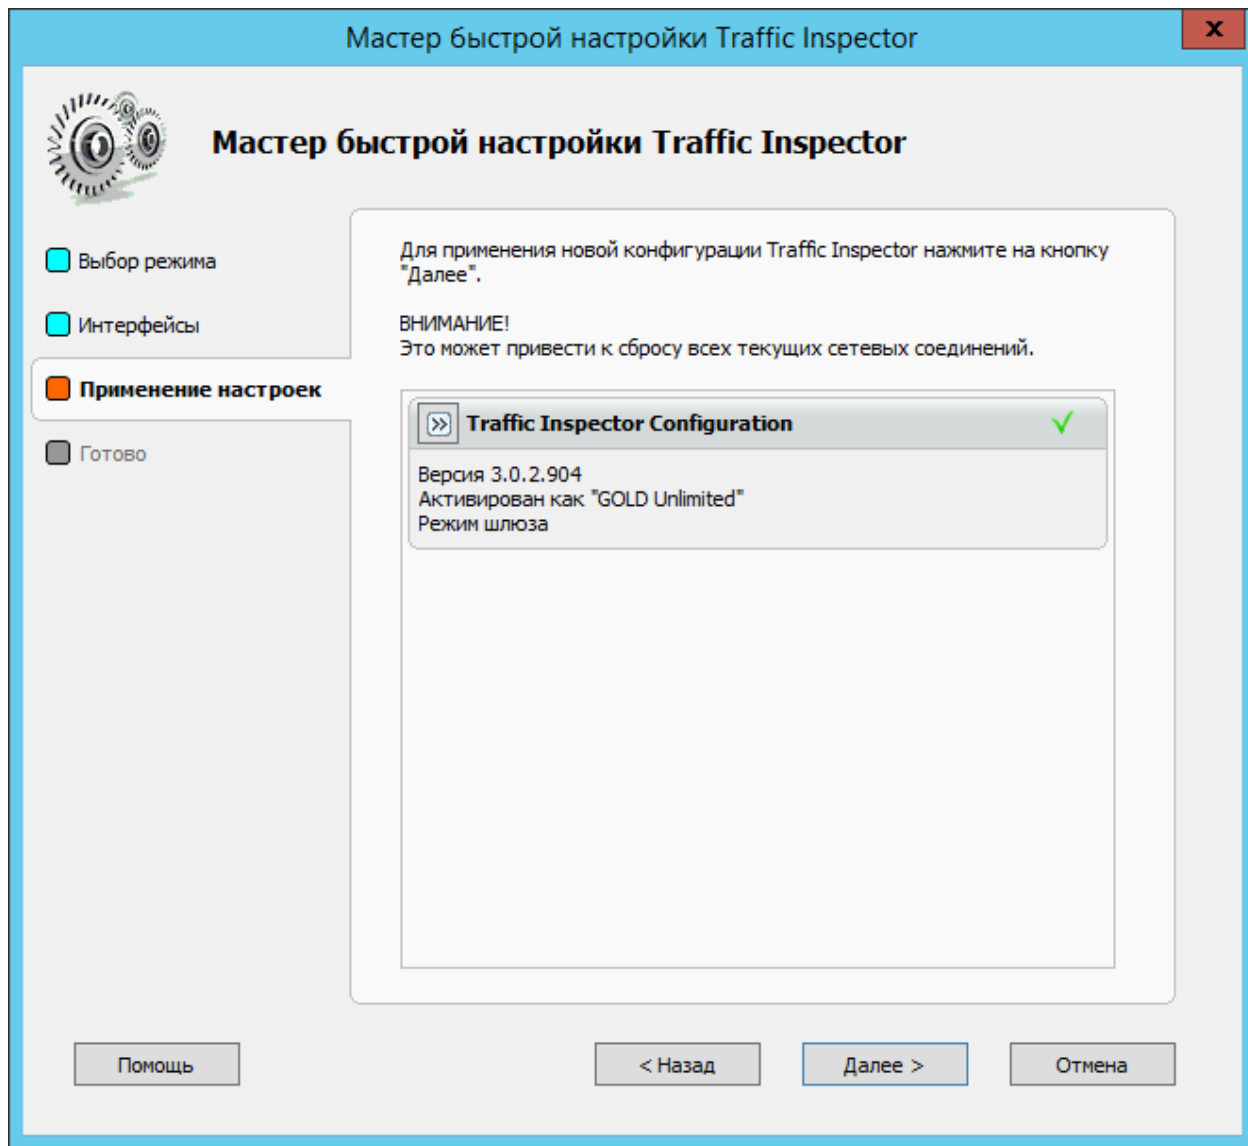 Мастер быстрой настройки Traffic Inspector
x
Мастер быстрой настройки Traffic Inspector
Выбор режима
Интерфейсы
Применение настроек
Готово
Для применения новой конфигурации Traffic Inspector нажмите на кнопку
"Далее".
ВНИМАНИЕ!
Это может привести к сбросу всех текущих сетевых соединений.
Traffic Inspector Configuration
Версия 3.0.2.904
Активирован как "GOLD Unlimited"
Режим шлюза
Помощь
< Назад
Далее >
Отмена